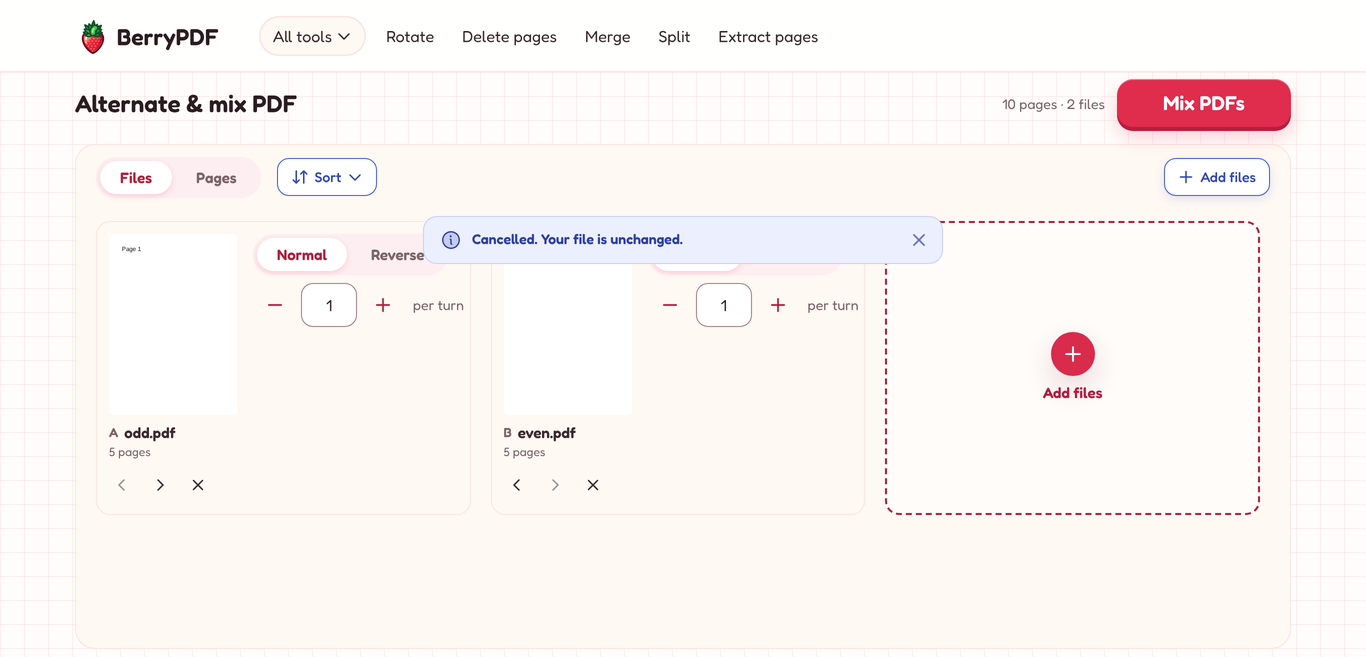 BerryPDF
All tools
Rotate
Delete pages
Merge
Split
Extract pages
Alternate & mix PDF
10 pages · 2 files
Mix PDFs
Files
Pages
Sort
Add files
Cancelled. Your file is unchanged.
Page 1
Normal
Reverse
1
per turn
A odd.pdf
5 pages
1
per turn
B even.pdf
5 pages
Add files